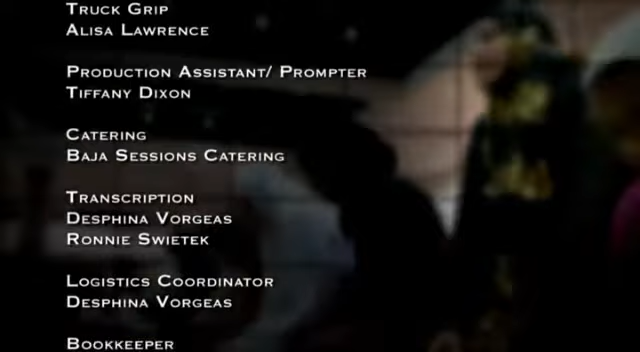 Truck Grip
Alisa Lawrence
Production Assistant/ Prompter
Tiffany Dixon
Catering
Baja Sessions Catering
Transcription
Desphina Vorgeas
Ronnie Swietek
Logistics Coordinator
Desphina Vorgeas
Bookkeeper